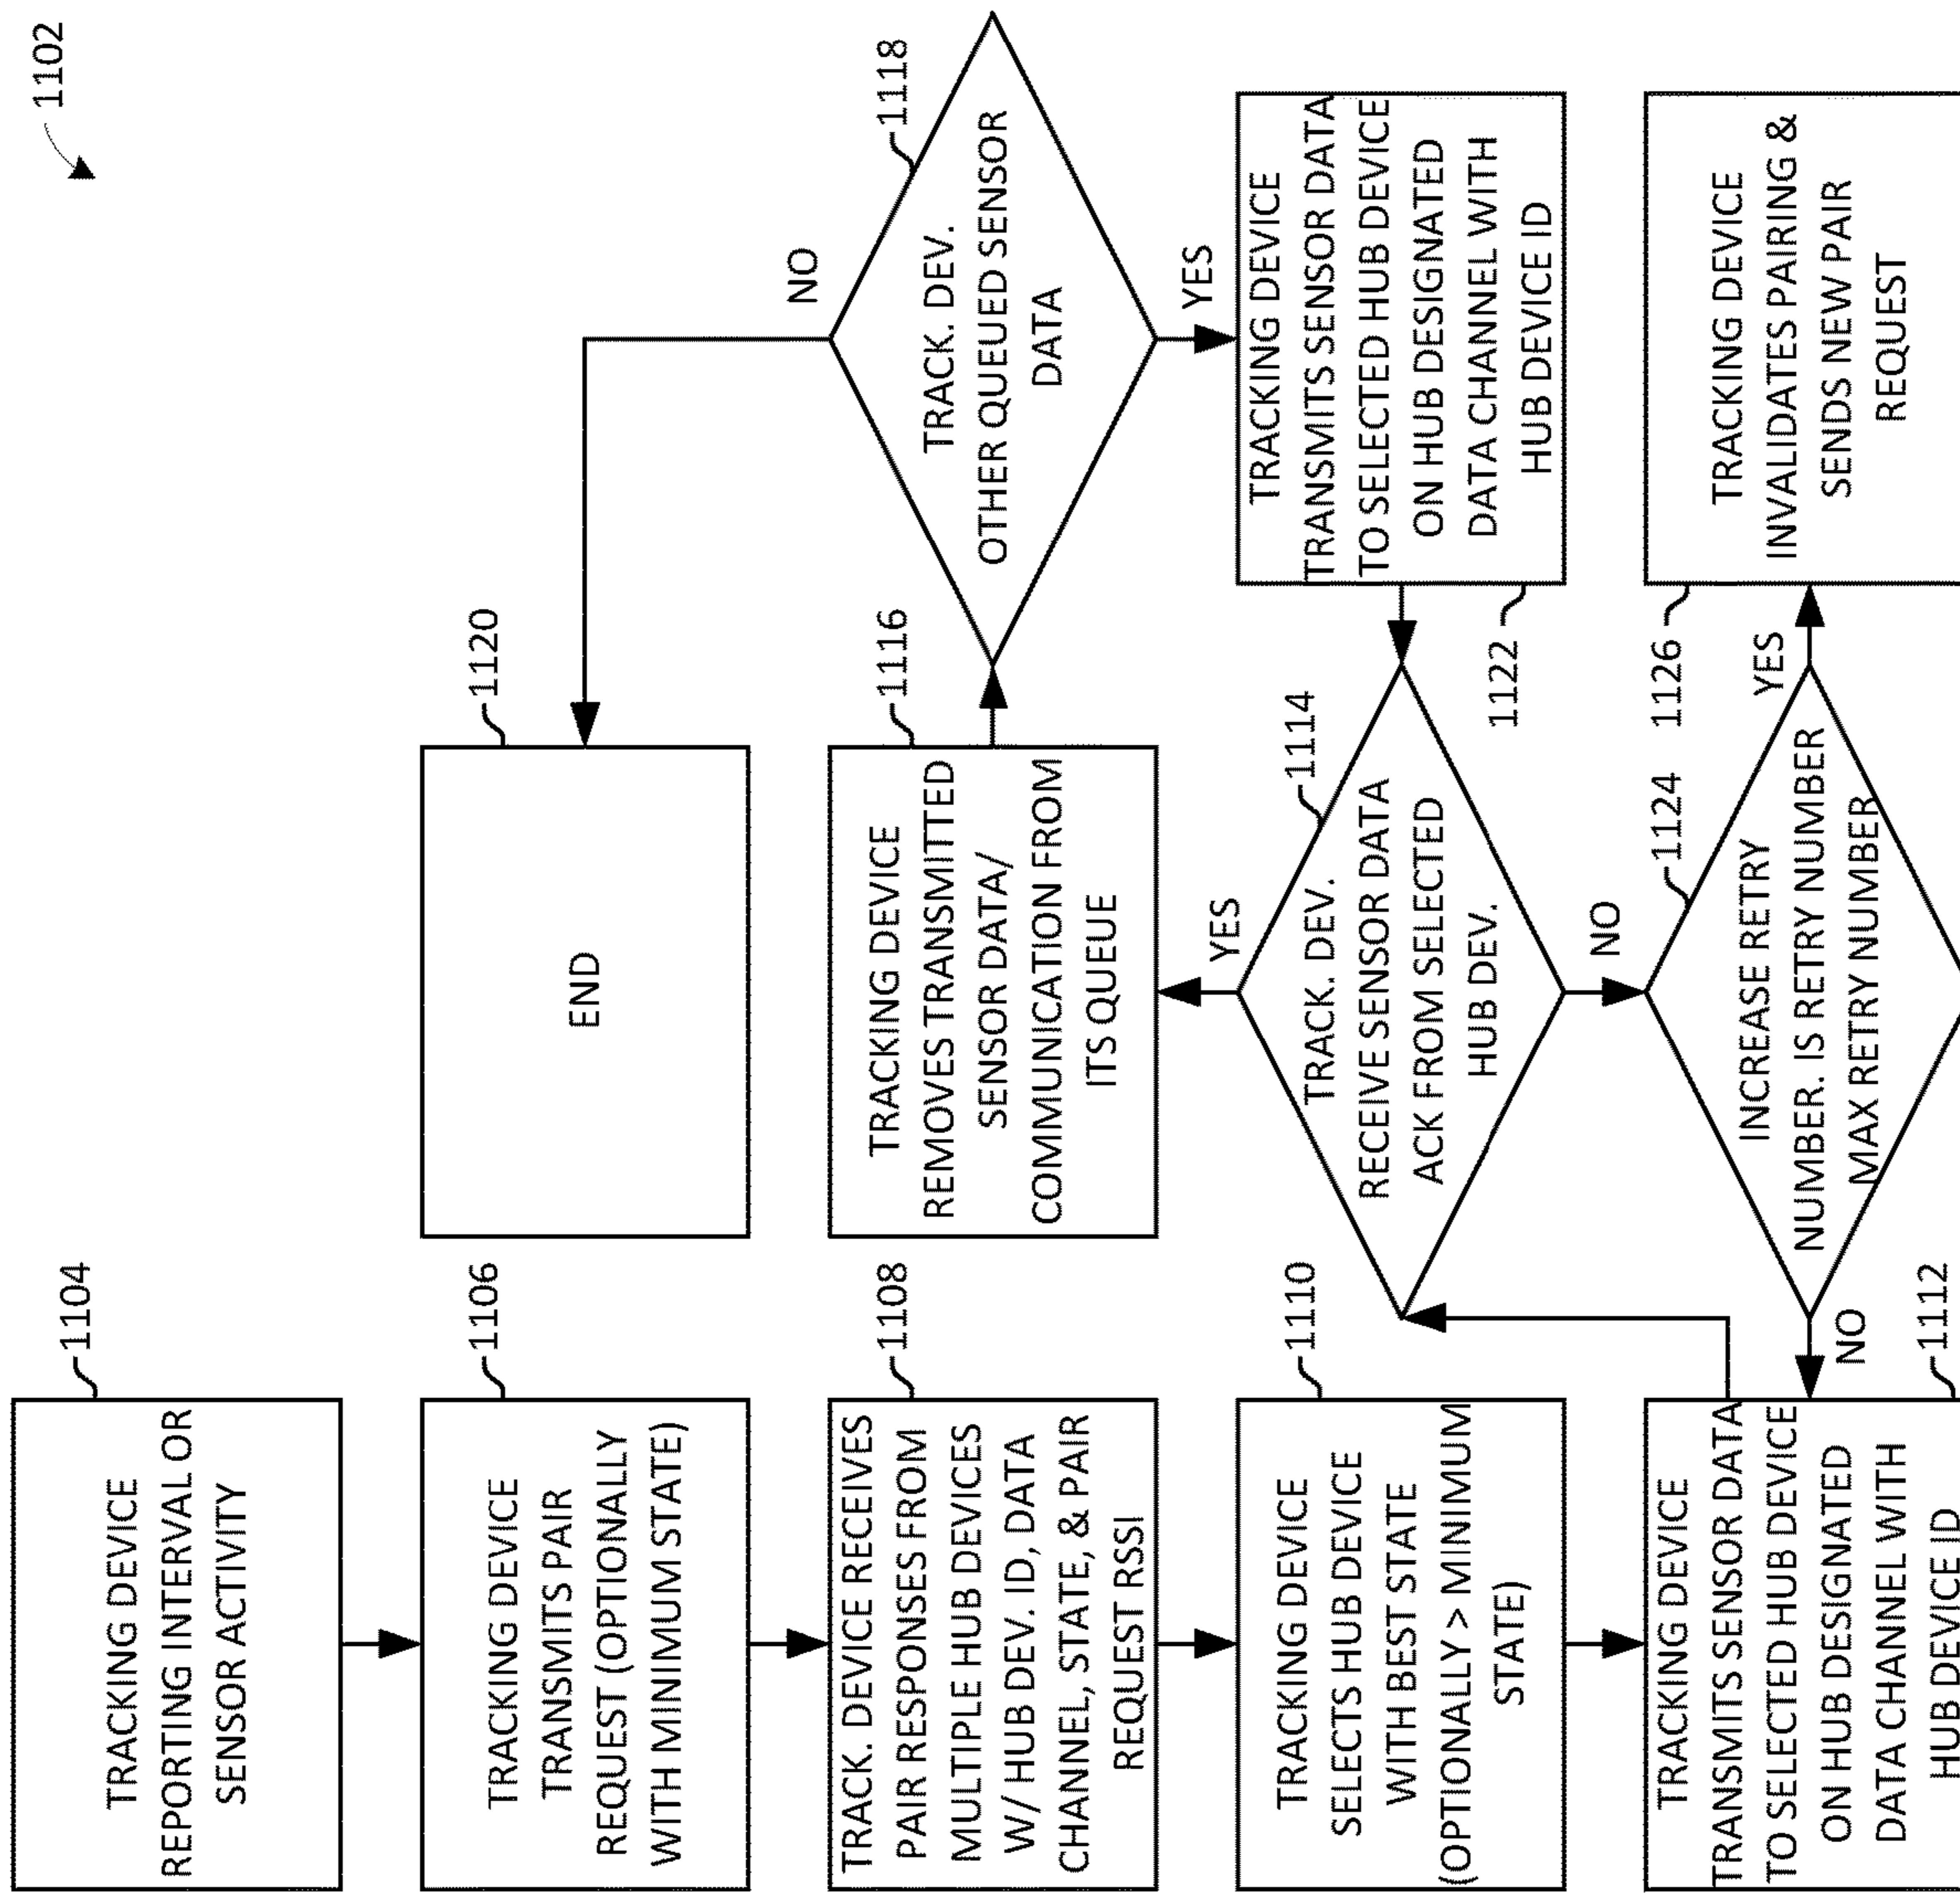 1102
1104
TRACKING DEVICE
REPORTING INTERVAL OR
SENSOR ACTIVITY
1106
TRACKING DEVICE
TRANSMITS PAIR
REQUEST (OPTIONALLY
WITH MINIMUM STATE)
1108
TRACK. DEVICE RECEIVES
PAIR RESPONSES FROM
MULTIPLE HUB DEVICES
W/ HUB DEV. ID, DATA
CHANNEL, STATE, & PAIR
REQUEST RSSI
1110
TRACKING DEVICE
SELECTS HUB DEVICE
WITH BEST STATE
(OPTIONALLY > MINIMUM
STATE)
1112
TRACKING DEVICE
TRANSMITS SENSOR DATA
TO SELECTED HUB DEVICE
ON HUB DESIGNATED
DATA CHANNEL WITH
HUB DEVICE ID
1114
TRACK. DEV.
RECEIVE SENSOR DATA
ACK FROM SELECTED
HUB DEV.
YES
NO
1116
TRACKING DEVICE
REMOVES TRANSMITTED
SENSOR DATA/
COMMUNICATION FROM
ITS QUEUE
1118
TRACK. DEV.
OTHER QUEUED SENSOR
DATA
NO
YES
1120
END
1122
TRACKING DEVICE
TRANSMITS SENSOR DATA
TO SELECTED HUB DEVICE
ON HUB DESIGNATED
DATA CHANNEL WITH
HUB DEVICE ID
1124
INCREASE RETRY
NUMBER. IS RETRY NUMBER
MAX RETRY NUMBER
NO
YES
1126
TRACKING DEVICE
INVALIDATES PAIRING &
SENDS NEW PAIR
REQUEST